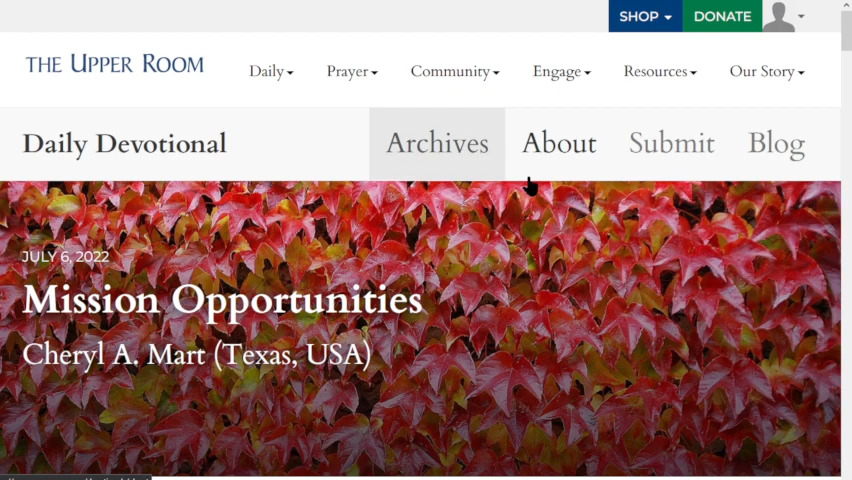 SHOP DONATE
THE UPPER ROOM Daily Prayer Community Engage Resources Our Story
Daily Devotional Archives About Submit Blog
JULY 6, 2022
Mission Opportunities
Cheryl A. Mart (Texas, USA)